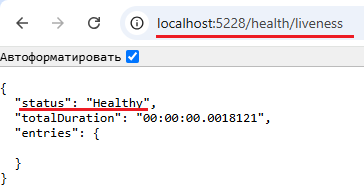 localhost:5228/health/liveness
Автоформатировать
{
  "status": "Healthy",
  "totalDuration": "00:00:00.0018121",
  "entries": {
  }
}